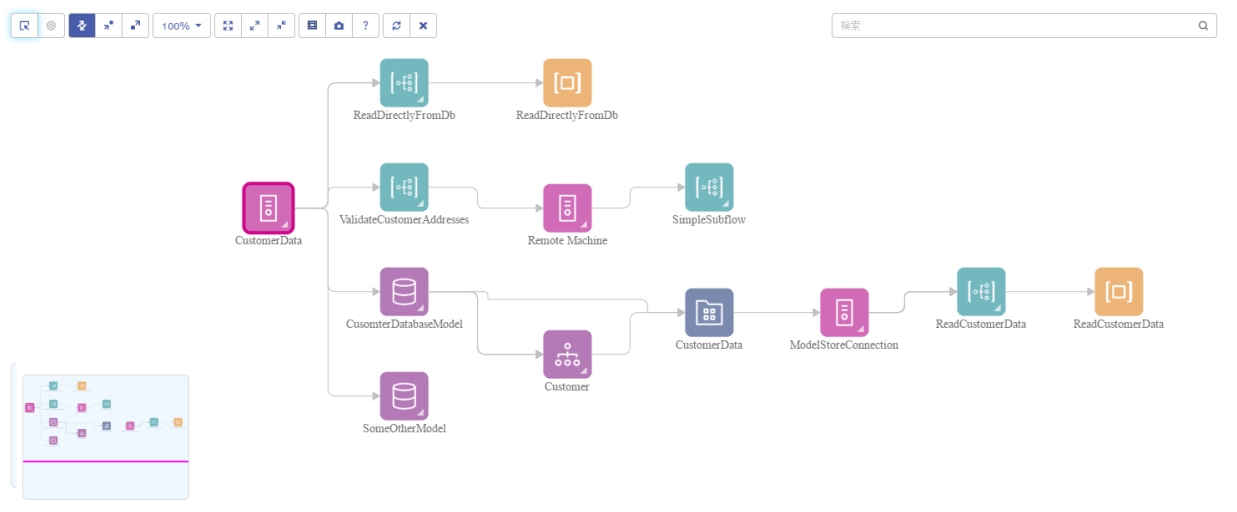 100%
?
検索
ReadDirectlyFromDb
ReadDirectlyFromDb
ValidateCustomerAddresses
SimpleSubflow
CustomerData
Remote Machine
CusomterDatabaseModel
ReadCustomerData
ReadCustomerData
CustomerData
ModelStoreConnection
Customer
SomeOtherModel